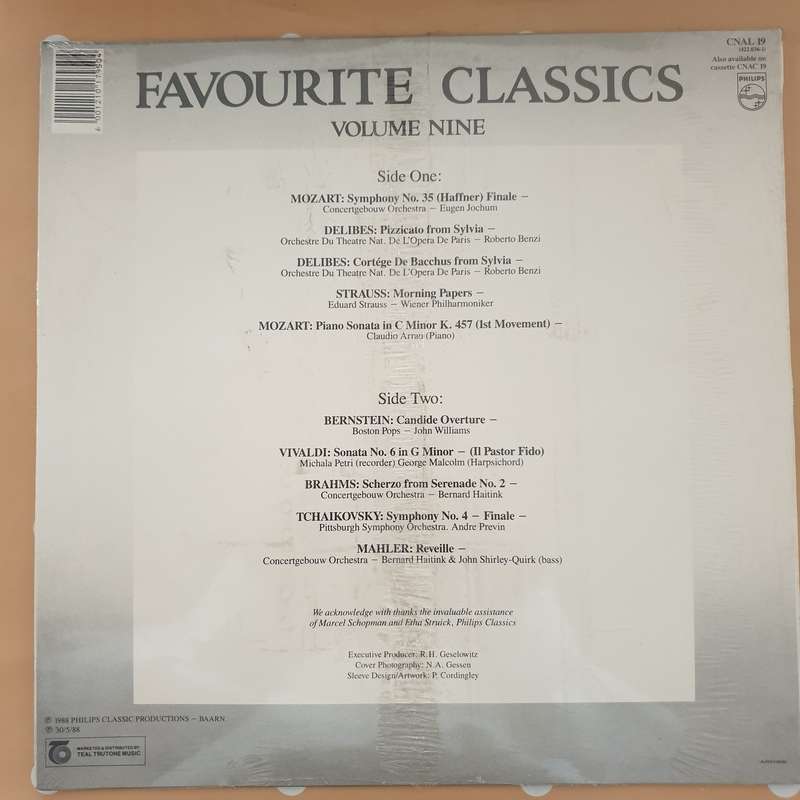 CNAL 19
(422.836-1)
Also available on
cassette CNAC 19
PHILIPS
FAVOURITE CLASSICS
VOLUME NINE
Side One:
MOZART: Symphony No. 35 (Haffner) Finale –
Concertgebouw Orchestra – Eugen Jochum
DELIBES: Pizzicato from Sylvia –
Orchestre Du Theatre Nat. De L'Opera De Paris – Roberto Benzi
DELIBES: Cortége De Bacchus from Sylvia –
Orchestre Du Theatre Nat. De L'Opera De Paris – Roberto Benzi
STRAUSS: Morning Papers –
Eduard Strauss – Wiener Philharmoniker
MOZART: Piano Sonata in C Minor K. 457 (Ist Movement) –
Claudio Arrau (Piano)
Side Two:
BERNSTEIN: Candide Overture –
Boston Pops – John Williams
VIVALDI: Sonata No. 6 in G Minor – (Il Pastor Fido)
Michala Petri (recorder) George Malcolm (Harpsichord)
BRAHMS: Scherzo from Serenade No. 2 –
Concertgebouw Orchestra – Bernard Haitink
TCHAIKOVSKY: Symphony No. 4 – Finale –
Pittsburgh Symphony Orchestra. Andre Previn
MAHLER: Reveille –
Concertgebouw Orchestra – Bernard Haitink & John Shirley-Quirk (bass)
We acknowledge with thanks the invaluable assistance
of Marcel Schopman and Etha Struick, Philips Classics
Executive Producer: R.H. Geselowitz
Cover Photography: N.A. Gessen
Sleeve Design/Artwork: P. Cordingley
℗ 1988 PHILIPS CLASSIC PRODUCTIONS – BAARN
℗ 30/5/88
MARKETED & DISTRIBUTED BY
TEAL TRUTONE MUSIC